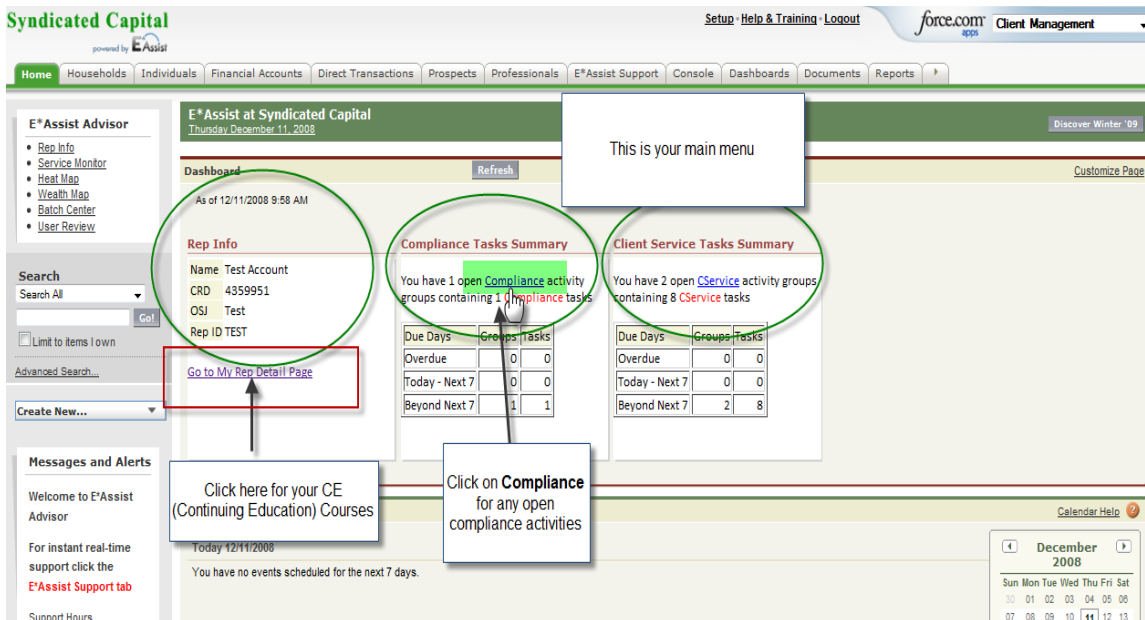 Syndicated Capital
powered by E*Assist
Setup · Help & Training · Logout
force.com apps
Client Management
Home Households Individuals Financial Accounts Direct Transactions Prospects Professionals E*Assist Support Console Dashboards Documents Reports
E*Assist Advisor
• Rep Info
• Service Monitor
• Heat Map
• Wealth Map
• Batch Center
• User Review
Search
Search All
Go!
Limit to items I own
Advanced Search...
Create New...
Messages and Alerts
Welcome to E*Assist
Advisor
For instant real-time
support click the
E*Assist Support tab
Support Hours
E*Assist at Syndicated Capital
Thursday December 11, 2008
Discover Winter '09
This is your main menu
Dashboard
Refresh
Customize Page
As of 12/11/2008 9:58 AM
Rep Info
Name Test Account
CRD 4359951
OSJ Test
Rep ID TEST
Go to My Rep Detail Page
Compliance Tasks Summary
You have 1 open Compliance activity
groups containing 1 Compliance tasks
Due Days Groups Tasks
Overdue 0 0
Today - Next 7 0 0
Beyond Next 7 1 1
Client Service Tasks Summary
You have 2 open CService activity groups
containing 8 CService tasks
Due Days Groups Tasks
Overdue 0 0
Today - Next 7 0 0
Beyond Next 7 2 8
Click here for your CE
(Continuing Education) Courses
Click on Compliance
for any open
compliance activities
Calendar Help
Today 12/11/2008
You have no events scheduled for the next 7 days.
December
2008
Sun Mon Tue Wed Thu Fri Sat
30 01 02 03 04 05 06
07 08 09 10 11 12 13